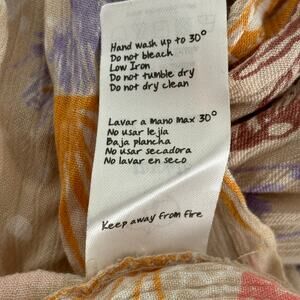 Hand wash up to 30°
Do not bleach
Low Iron
Do not tumble dry
Do not dry clean
Lavar a mano max 30°
No usar lejia
Baja plancha
No usar secadora
No lavar en seco
Keep away from fire